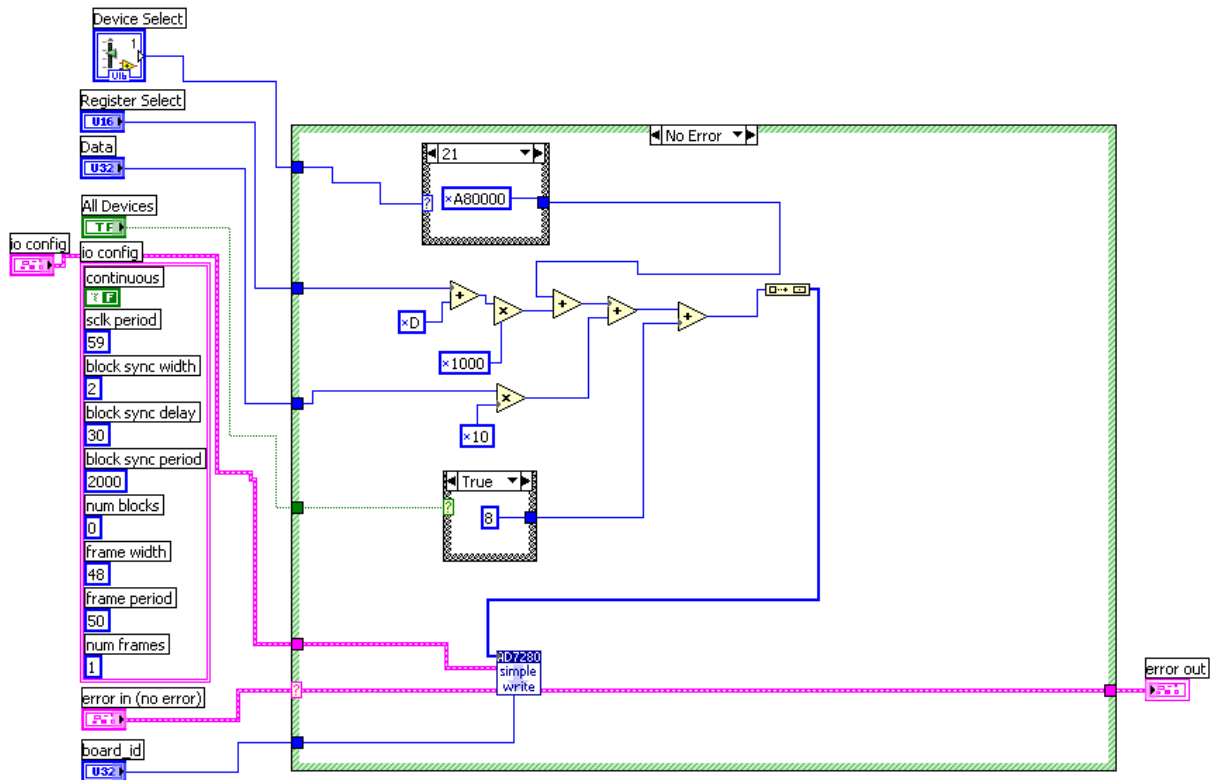 Device Select
1
U16
Register Select
U16
Data
U32
All Devices
TF
io config
io config
continuous
F
sclk period
59
block sync width
2
block sync delay
30
block sync period
2000
num blocks
0
frame width
48
frame period
50
num frames
1
error in (no error)
board_id
U32
No Error
21
?
×A80000
+
×D
×
×1000
+
+
+
×
×10
True
?
8
?
AD7280
simple
write
error out